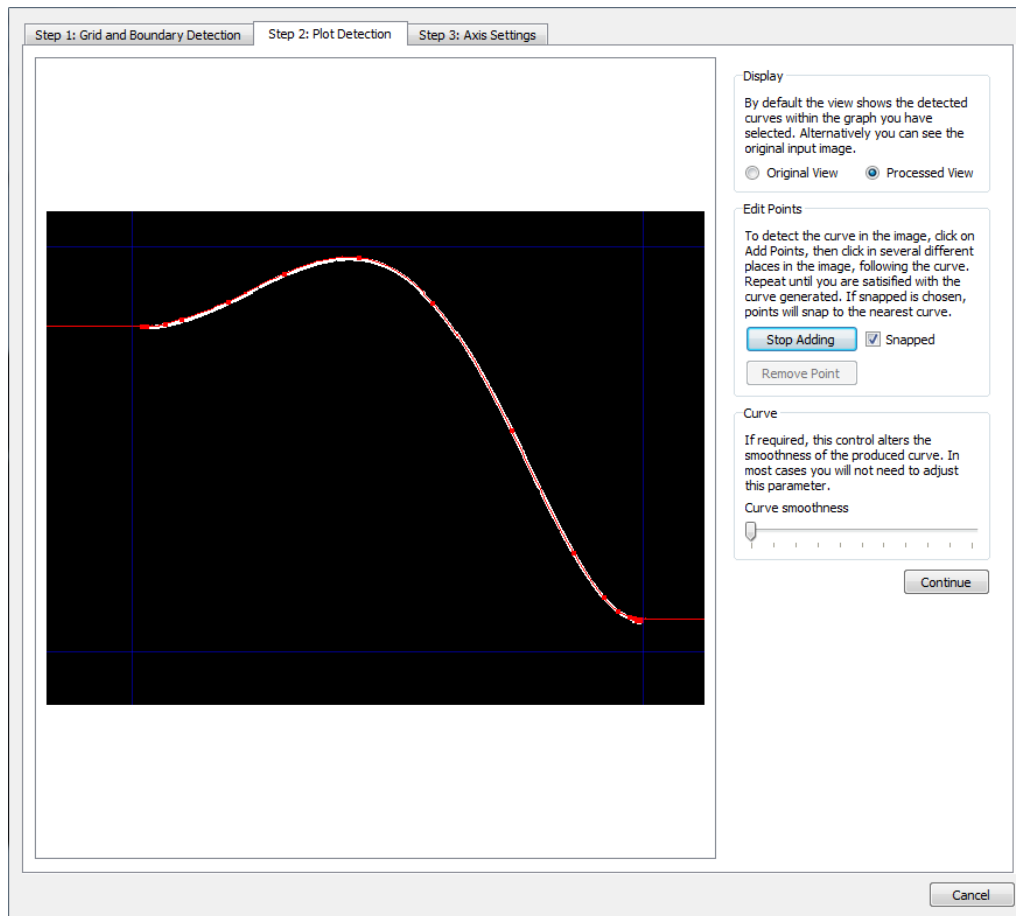 Step 1: Grid and Boundary Detection
Step 2: Plot Detection
Step 3: Axis Settings
Display
By default the view shows the detected
curves within the graph you have
selected. Alternatively you can see the
original input image.
Original View
Processed View
Edit Points
To detect the curve in the image, click on
Add Points, then click in several different
places in the image, following the curve.
Repeat until you are satisified with the
curve generated. If snapped is chosen,
points will snap to the nearest curve.
Stop Adding
Snapped
Remove Point
Curve
If required, this control alters the
smoothness of the produced curve. In
most cases you will not need to adjust
this parameter.
Curve smoothness
Continue
Cancel